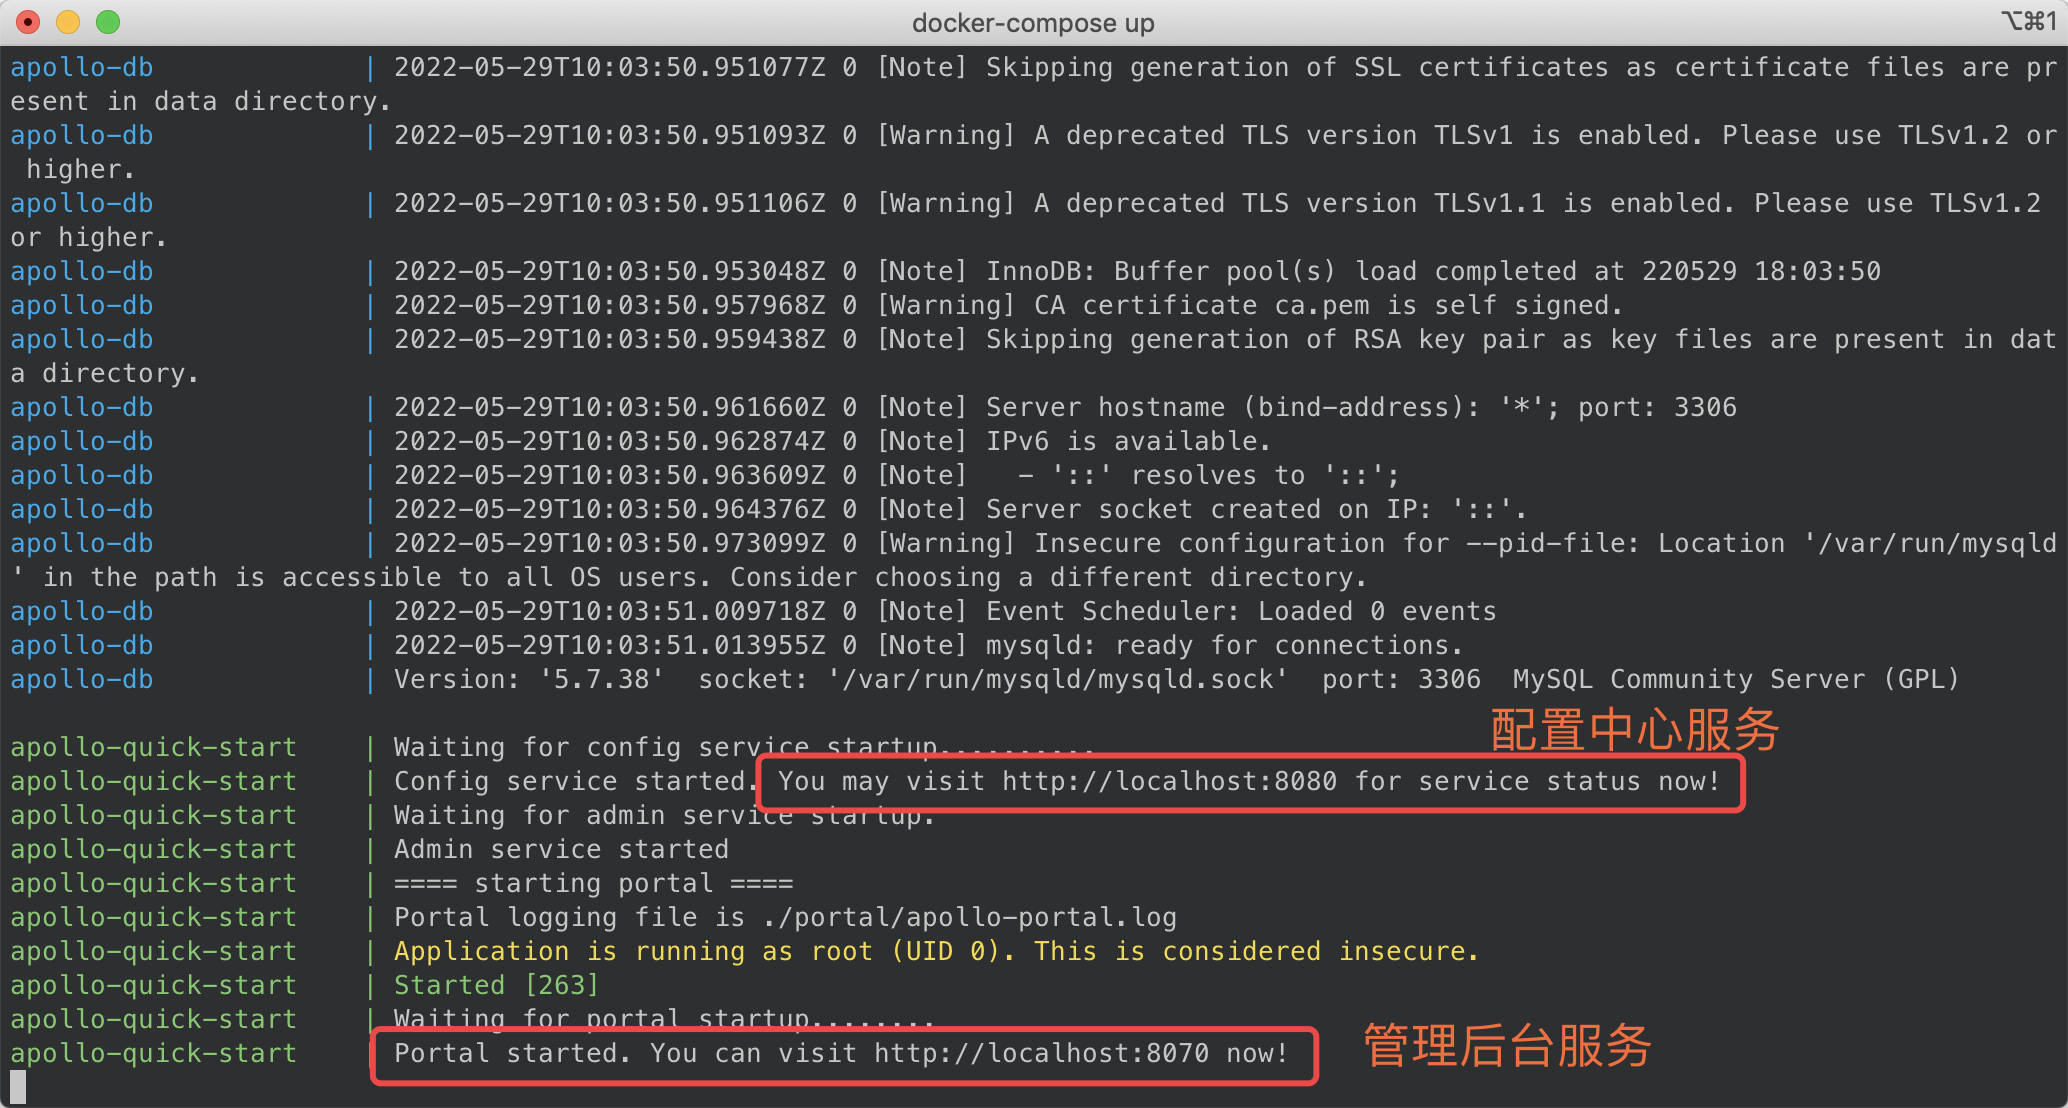 docker-compose up
⌥⌘1
apollo-db | 2022-05-29T10:03:50.951077Z 0 [Note] Skipping generation of SSL certificates as certificate files are pr
esent in data directory.
apollo-db | 2022-05-29T10:03:50.951093Z 0 [Warning] A deprecated TLS version TLSv1 is enabled. Please use TLSv1.2 or
 higher.
apollo-db | 2022-05-29T10:03:50.951106Z 0 [Warning] A deprecated TLS version TLSv1.1 is enabled. Please use TLSv1.2
or higher.
apollo-db | 2022-05-29T10:03:50.953048Z 0 [Note] InnoDB: Buffer pool(s) load completed at 220529 18:03:50
apollo-db | 2022-05-29T10:03:50.957968Z 0 [Warning] CA certificate ca.pem is self signed.
apollo-db | 2022-05-29T10:03:50.959438Z 0 [Note] Skipping generation of RSA key pair as key files are present in dat
a directory.
apollo-db | 2022-05-29T10:03:50.961660Z 0 [Note] Server hostname (bind-address): '*'; port: 3306
apollo-db | 2022-05-29T10:03:50.962874Z 0 [Note] IPv6 is available.
apollo-db | 2022-05-29T10:03:50.963609Z 0 [Note]   - '::' resolves to '::';
apollo-db | 2022-05-29T10:03:50.964376Z 0 [Note] Server socket created on IP: '::'.
apollo-db | 2022-05-29T10:03:50.973099Z 0 [Warning] Insecure configuration for --pid-file: Location '/var/run/mysqld
' in the path is accessible to all OS users. Consider choosing a different directory.
apollo-db | 2022-05-29T10:03:51.009718Z 0 [Note] Event Scheduler: Loaded 0 events
apollo-db | 2022-05-29T10:03:51.013955Z 0 [Note] mysqld: ready for connections.
apollo-db | Version: '5.7.38'  socket: '/var/run/mysqld/mysqld.sock'  port: 3306  MySQL Community Server (GPL)
配置中心服务
apollo-quick-start | Waiting for config service startup..........
apollo-quick-start | Config service started. You may visit http://localhost:8080 for service status now!
apollo-quick-start | Waiting for admin service startup.
apollo-quick-start | Admin service started
apollo-quick-start | ==== starting portal ====
apollo-quick-start | Portal logging file is ./portal/apollo-portal.log
apollo-quick-start | Application is running as root (UID 0). This is considered insecure.
apollo-quick-start | Started [263]
apollo-quick-start | Waiting for portal startup........
apollo-quick-start | Portal started. You can visit http://localhost:8070 now!
管理后台服务